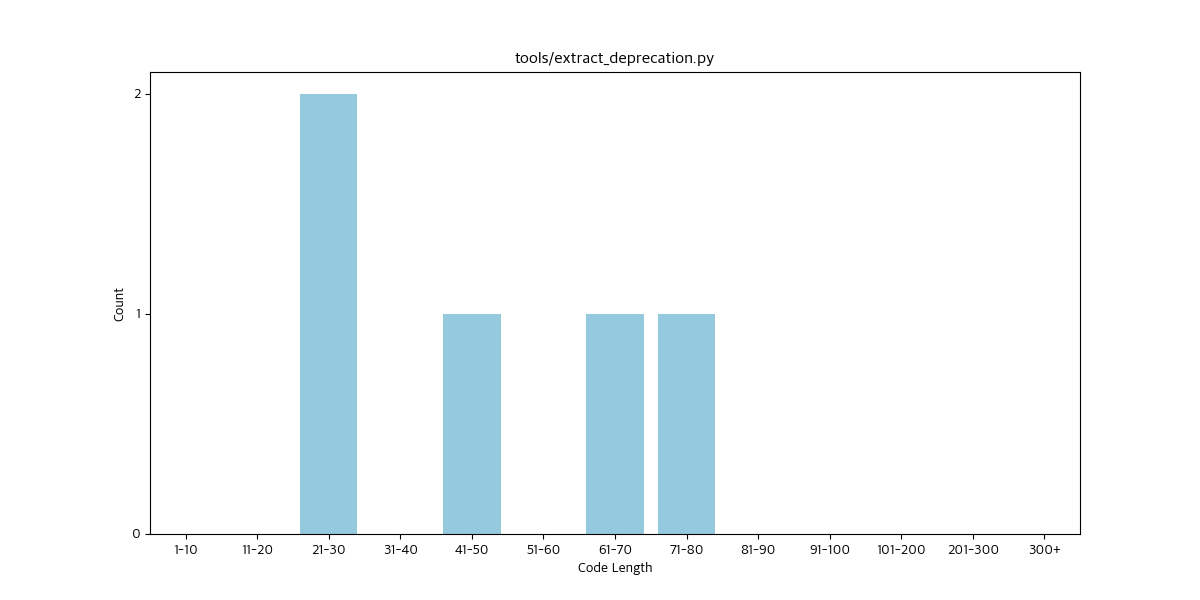 tools/extract_deprecation.py
2
1
0
Count
1-10 11-20 21-30 31-40 41-50 51-60 61-70 71-80 81-90 91-100 101-200 201-300 300+
Code Length